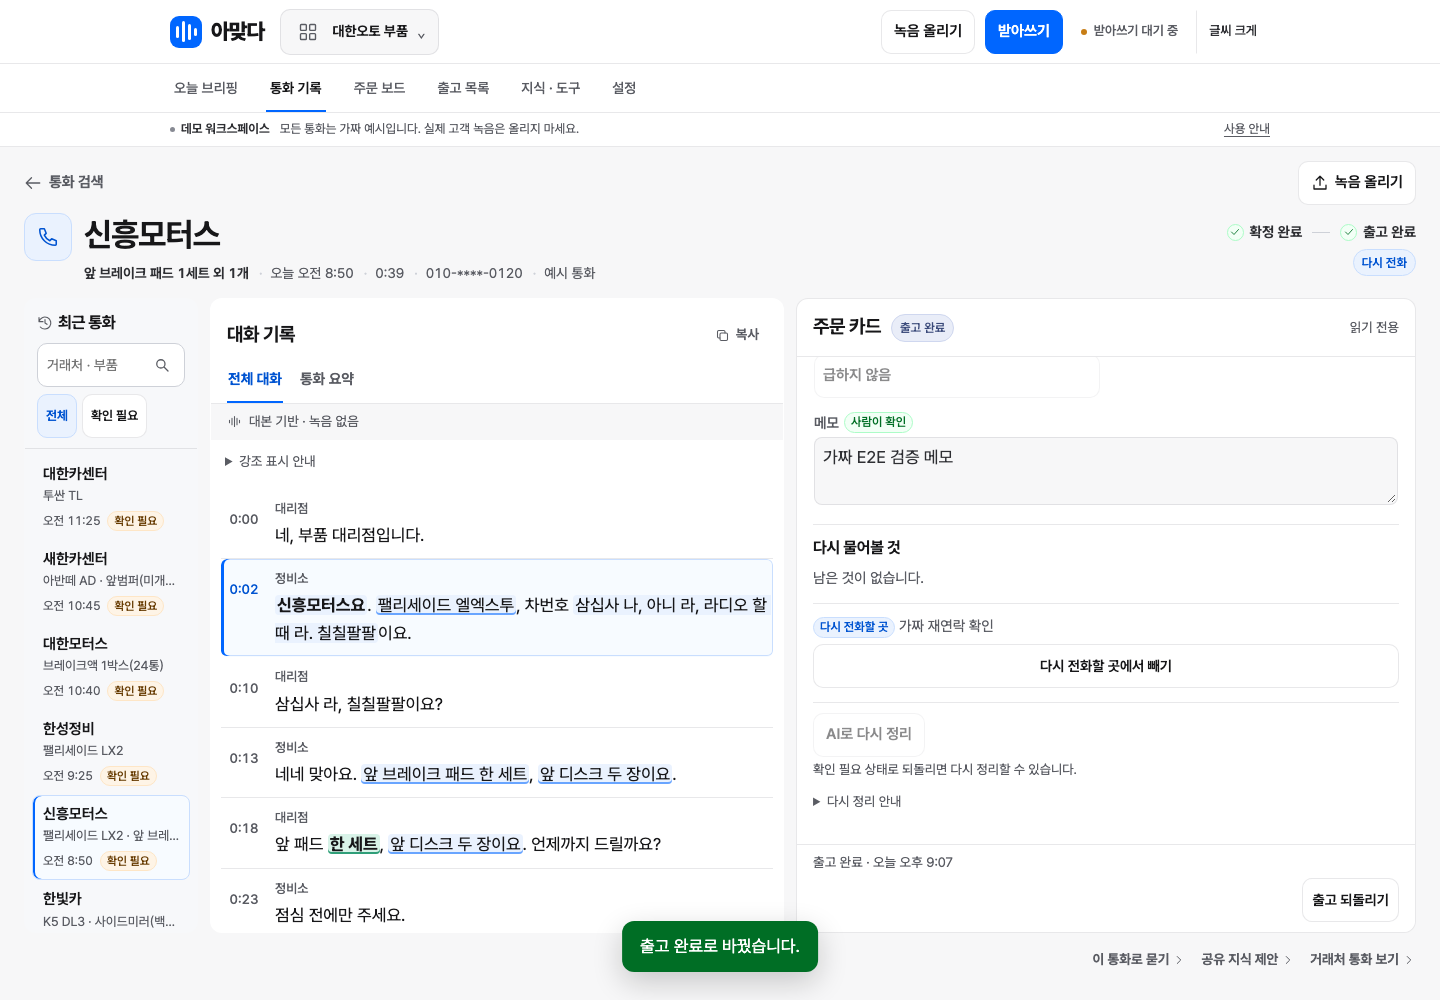 아맞다
대한오토 부품
녹음 올리기
받아쓰기
받아쓰기 대기 중
글씨 크게
오늘 브리핑
통화 기록
주문 보드
출고 목록
지식 · 도구
설정
데모 워크스페이스 모든 통화는 가짜 예시입니다. 실제 고객 녹음은 올리지 마세요.
사용 안내
통화 검색
녹음 올리기
신흥모터스
앞 브레이크 패드 1세트 외 1개 · 오늘 오전 8:50 · 0:39 · 010-****-0120 · 예시 통화
확정 완료
출고 완료
다시 전화
최근 통화
거래처 · 부품
전체
확인 필요
대한카센터
투싼 TL
오전 11:25 확인 필요
새한카센터
아반떼 AD · 앞범퍼(미개...
오전 10:45 확인 필요
대한모터스
브레이크액 1박스(24통)
오전 10:40 확인 필요
한성정비
팰리세이드 LX2
오전 9:25 확인 필요
신흥모터스
팰리세이드 LX2 · 앞 브레...
오전 8:50 확인 필요
한빛카
K5 DL3 · 사이드미러(백...
대화 기록
복사
전체 대화
통화 요약
대본 기반 · 녹음 없음
▶ 강조 표시 안내
대리점
0:00
네, 부품 대리점입니다.
정비소
0:02
신흥모터스요. 팰리세이드 엘엑스투, 차번호 삼십사 나, 아니 라, 라디오 할
때 라. 칠칠팔팔이요.
대리점
0:10
삼십사 라, 칠칠팔팔이요?
정비소
0:13
네네 맞아요. 앞 브레이크 패드 한 세트, 앞 디스크 두 장이요.
대리점
0:18
앞 패드 한 세트, 앞 디스크 두 장이요. 언제까지 드릴까요?
정비소
0:23
점심 전에만 주세요.
주문 카드
출고 완료
읽기 전용
급하지 않음
메모 사람이 확인
가짜 E2E 검증 메모
다시 물어볼 것
남은 것이 없습니다.
다시 전화할 곳 가짜 재연락 확인
다시 전화할 곳에서 빼기
AI로 다시 정리
확인 필요 상태로 되돌리면 다시 정리할 수 있습니다.
▶ 다시 정리 안내
출고 완료 · 오늘 오후 9:07
출고 되돌리기
출고 완료로 바꿨습니다.
이 통화로 묻기
공유 지식 제안
거래처 통화 보기